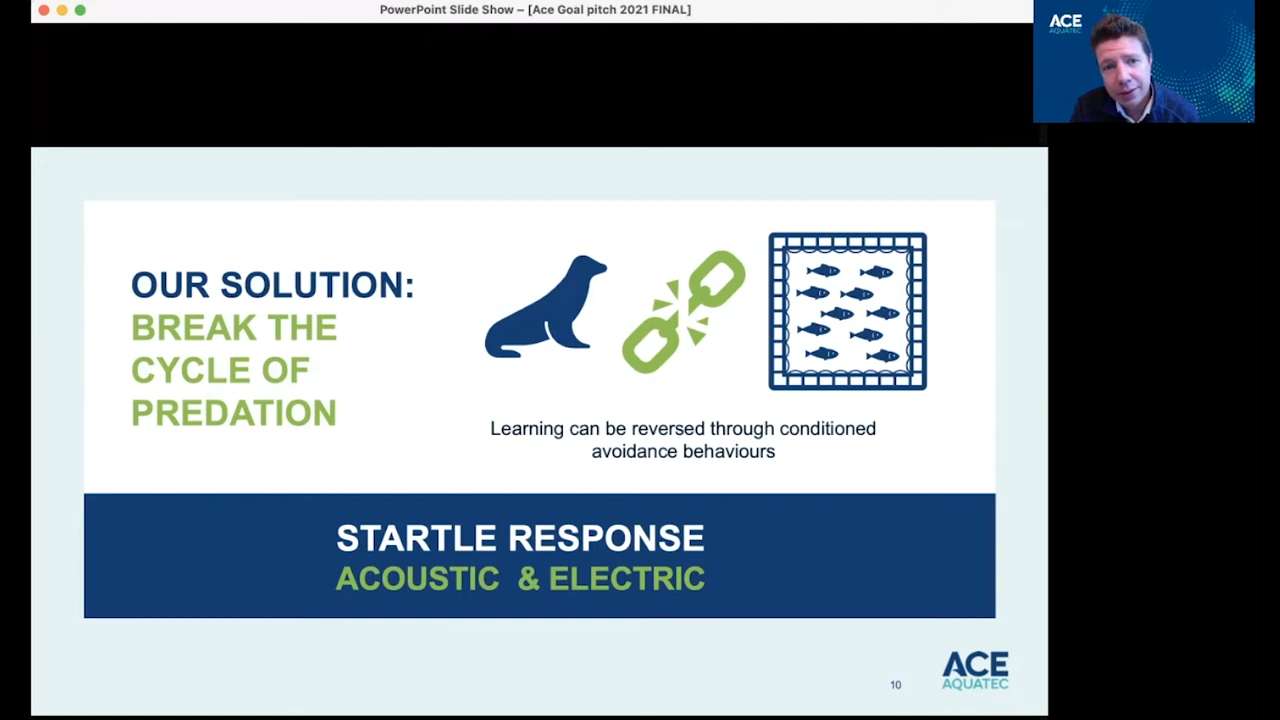 PowerPoint Slide Show – [Ace Goal pitch 2021 FINAL]
ACE
AQUATEC
OUR SOLUTION:
BREAK THE
CYCLE OF
PREDATION
Learning can be reversed through conditioned
avoidance behaviours
STARTLE RESPONSE
ACOUSTIC & ELECTRIC
10
ACE
AQUATEC